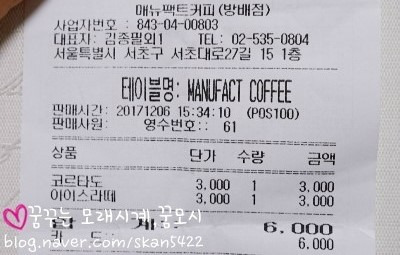 매뉴팩트커피(방배점)
사업자번호 : 843-04-00803
대표자: 김종필외1 TEL: 02-535-0804
서울특별시 서초구 서초대로27길 15 1층
테이블명: MANUFACT COFFEE
판매시간: 20171206 15:34:10 (POS100)
판매사원: 영수번호:: 61
상품 단가 수량 금액
코르타도 3,000 1 3,000
아이스라떼 3,000 1 3,000
합 계: 6,000
카 드:: 6,000
꿈꾸는 모래시계 꿈모시
blog.naver.com/skan5422